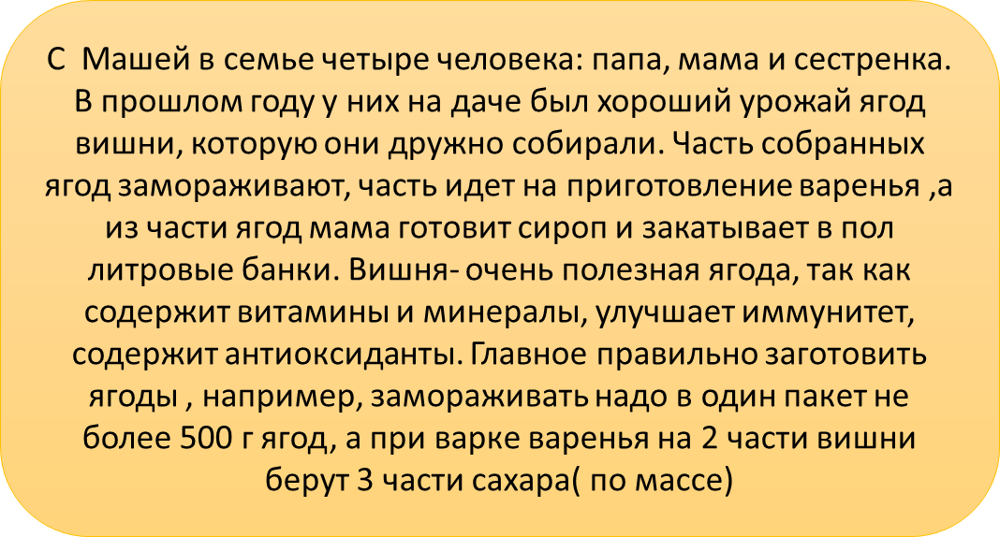 С Машей в семье четыре человека: папа, мама и сестренка.
В прошлом году у них на даче был хороший урожай ягод
вишни, которую они дружно собирали. Часть собранных
ягод замораживают, часть идет на приготовление варенья ,а
из части ягод мама готовит сироп и закатывает в пол
литровые банки. Вишня- очень полезная ягода, так как
содержит витамины и минералы, улучшает иммунитет,
содержит антиоксиданты. Главное правильно заготовить
ягоды , например, замораживать надо в один пакет не
более 500 г ягод, а при варке варенья на 2 части вишни
берут 3 части сахара( по массе)